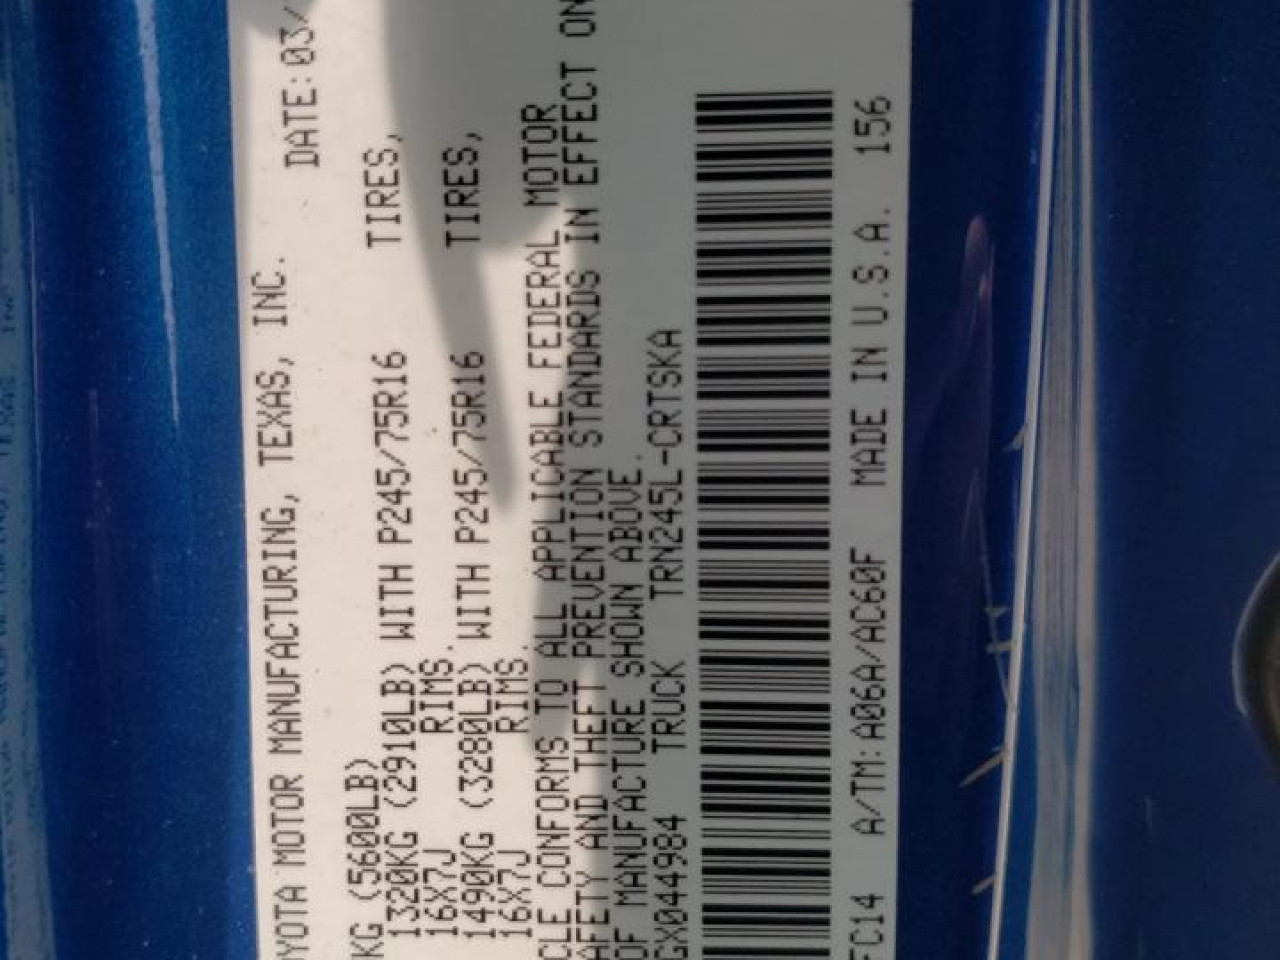 OYOTA MOTOR MANUFACTURING, TEXAS, INC.
DATE:03/
KG (5600LB)
1320KG (2910LB) WITH P245/75R16 TIRES,
16X7J RIMS.
1490KG (3280LB) WITH P245/75R16 TIRES,
16X7J RIMS.
CLE CONFORMS TO ALL APPLICABLE FEDERAL MOTOR
AFETY AND THEFT PREVENTION STANDARDS IN EFFECT ON
OF MANUFACTURE SHOWN ABOVE.
GX044984 TRUCK TRN245L-CRTSKA
FC14 A/TM:A06A/AC60F MADE IN U.S.A. 156